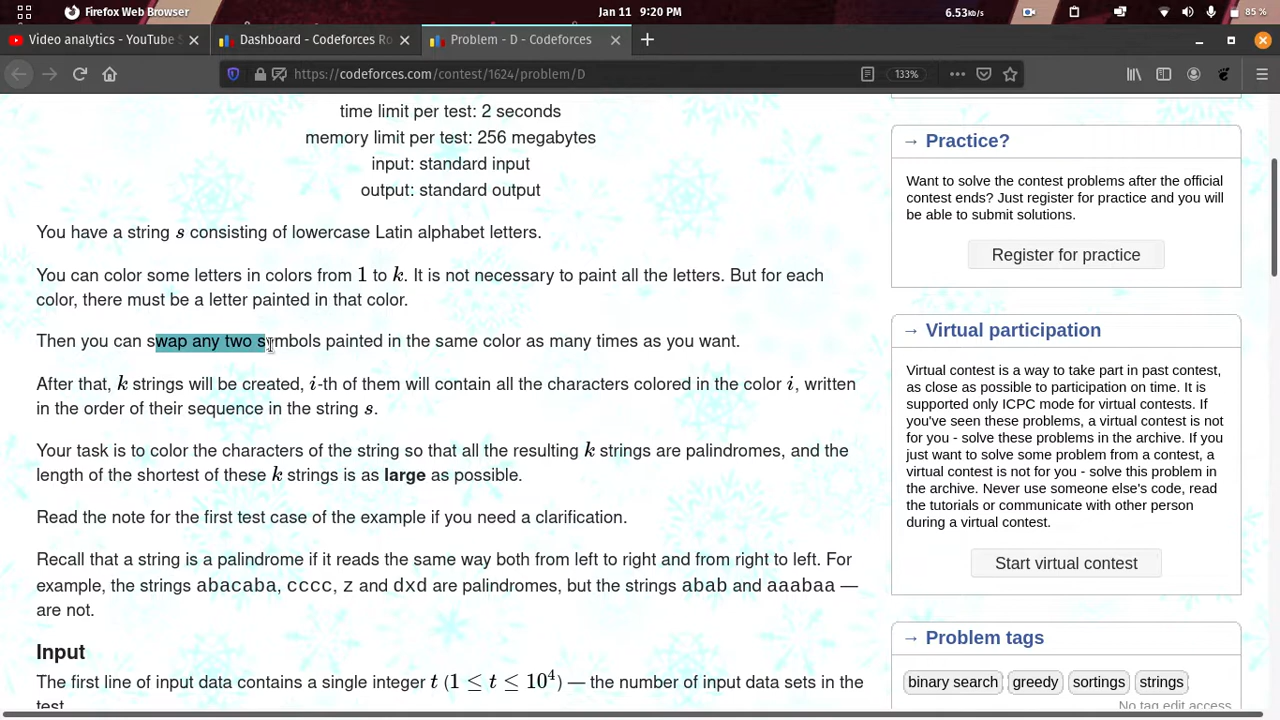 Firefox Web Browser
Jan 11 9:20 PM
6.53kb/s
85 %
Video analytics - YouTube S
Dashboard - Codeforces Ro
Problem - D - Codeforces
https://codeforces.com/contest/1624/problem/D
133%
time limit per test: 2 seconds
memory limit per test: 256 megabytes
input: standard input
output: standard output
You have a string s consisting of lowercase Latin alphabet letters.
You can color some letters in colors from 1 to k. It is not necessary to paint all the letters. But for each
color, there must be a letter painted in that color.
Then you can swap any two symbols painted in the same color as many times as you want.
After that, k strings will be created, i-th of them will contain all the characters colored in the color i, written
in the order of their sequence in the string s.
Your task is to color the characters of the string so that all the resulting k strings are palindromes, and the
length of the shortest of these k strings is as large as possible.
Read the note for the first test case of the example if you need a clarification.
Recall that a string is a palindrome if it reads the same way both from left to right and from right to left. For
example, the strings abacaba, cccc, z and dxd are palindromes, but the strings abab and aaabaa —
are not.
Input
The first line of input data contains a single integer t (1 ≤ t ≤ 10⁴) — the number of input data sets in the
test.
→ Practice?
Want to solve the contest problems after the official
contest ends? Just register for practice and you will
be able to submit solutions.
Register for practice
→ Virtual participation
Virtual contest is a way to take part in past contest,
as close as possible to participation on time. It is
supported only ICPC mode for virtual contests. If
you've seen these problems, a virtual contest is not
for you - solve these problems in the archive. If you
just want to solve some problem from a contest, a
virtual contest is not for you - solve this problem in
the archive. Never use someone else's code, read
the tutorials or communicate with other person
during a virtual contest.
Start virtual contest
→ Problem tags
binary search
greedy
sortings
strings
No tag edit access